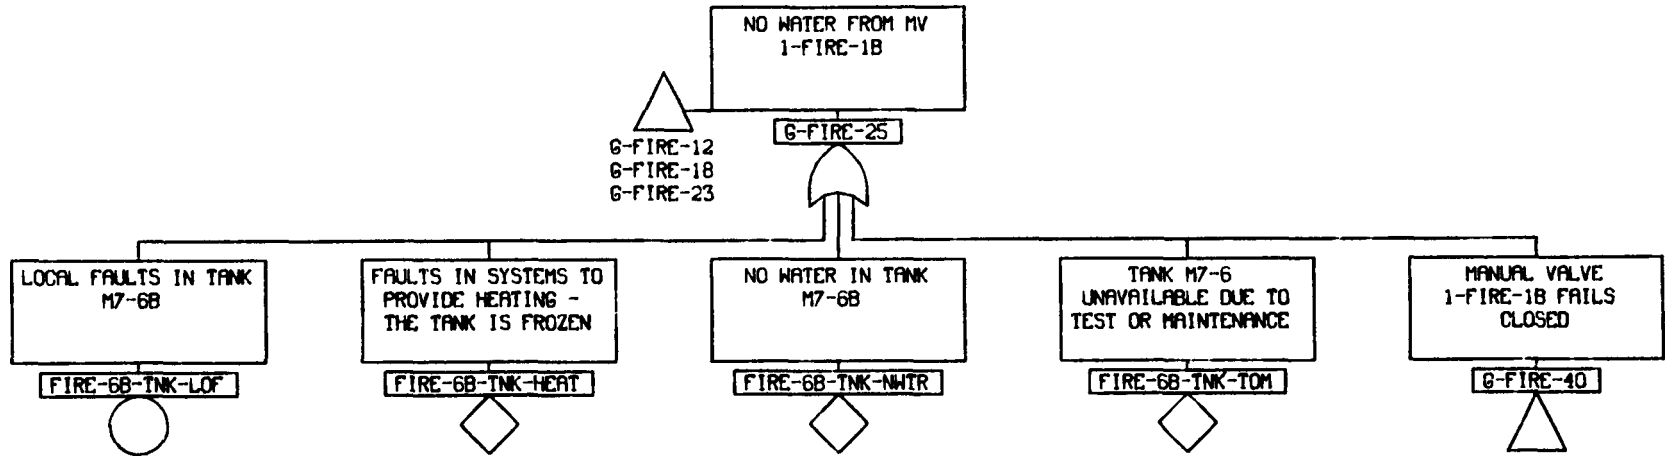 NO WATER FROM MV
1-FIRE-1B
G-FIRE-25
G-FIRE-12
G-FIRE-18
G-FIRE-23
LOCAL FAULTS IN TANK
M7-6B
FIRE-6B-TNK-LOF
FAULTS IN SYSTEMS TO
PROVIDE HEATING -
THE TANK IS FROZEN
FIRE-6B-TNK-HEAT
NO WATER IN TANK
M7-6B
FIRE-6B-TNK-NWTR
TANK M7-6
UNAVAILABLE DUE TO
TEST OR MAINTENANCE
FIRE-6B-TNK-TOM
MANUAL VALVE
1-FIRE-1B FAILS
CLOSED
G-FIRE-40